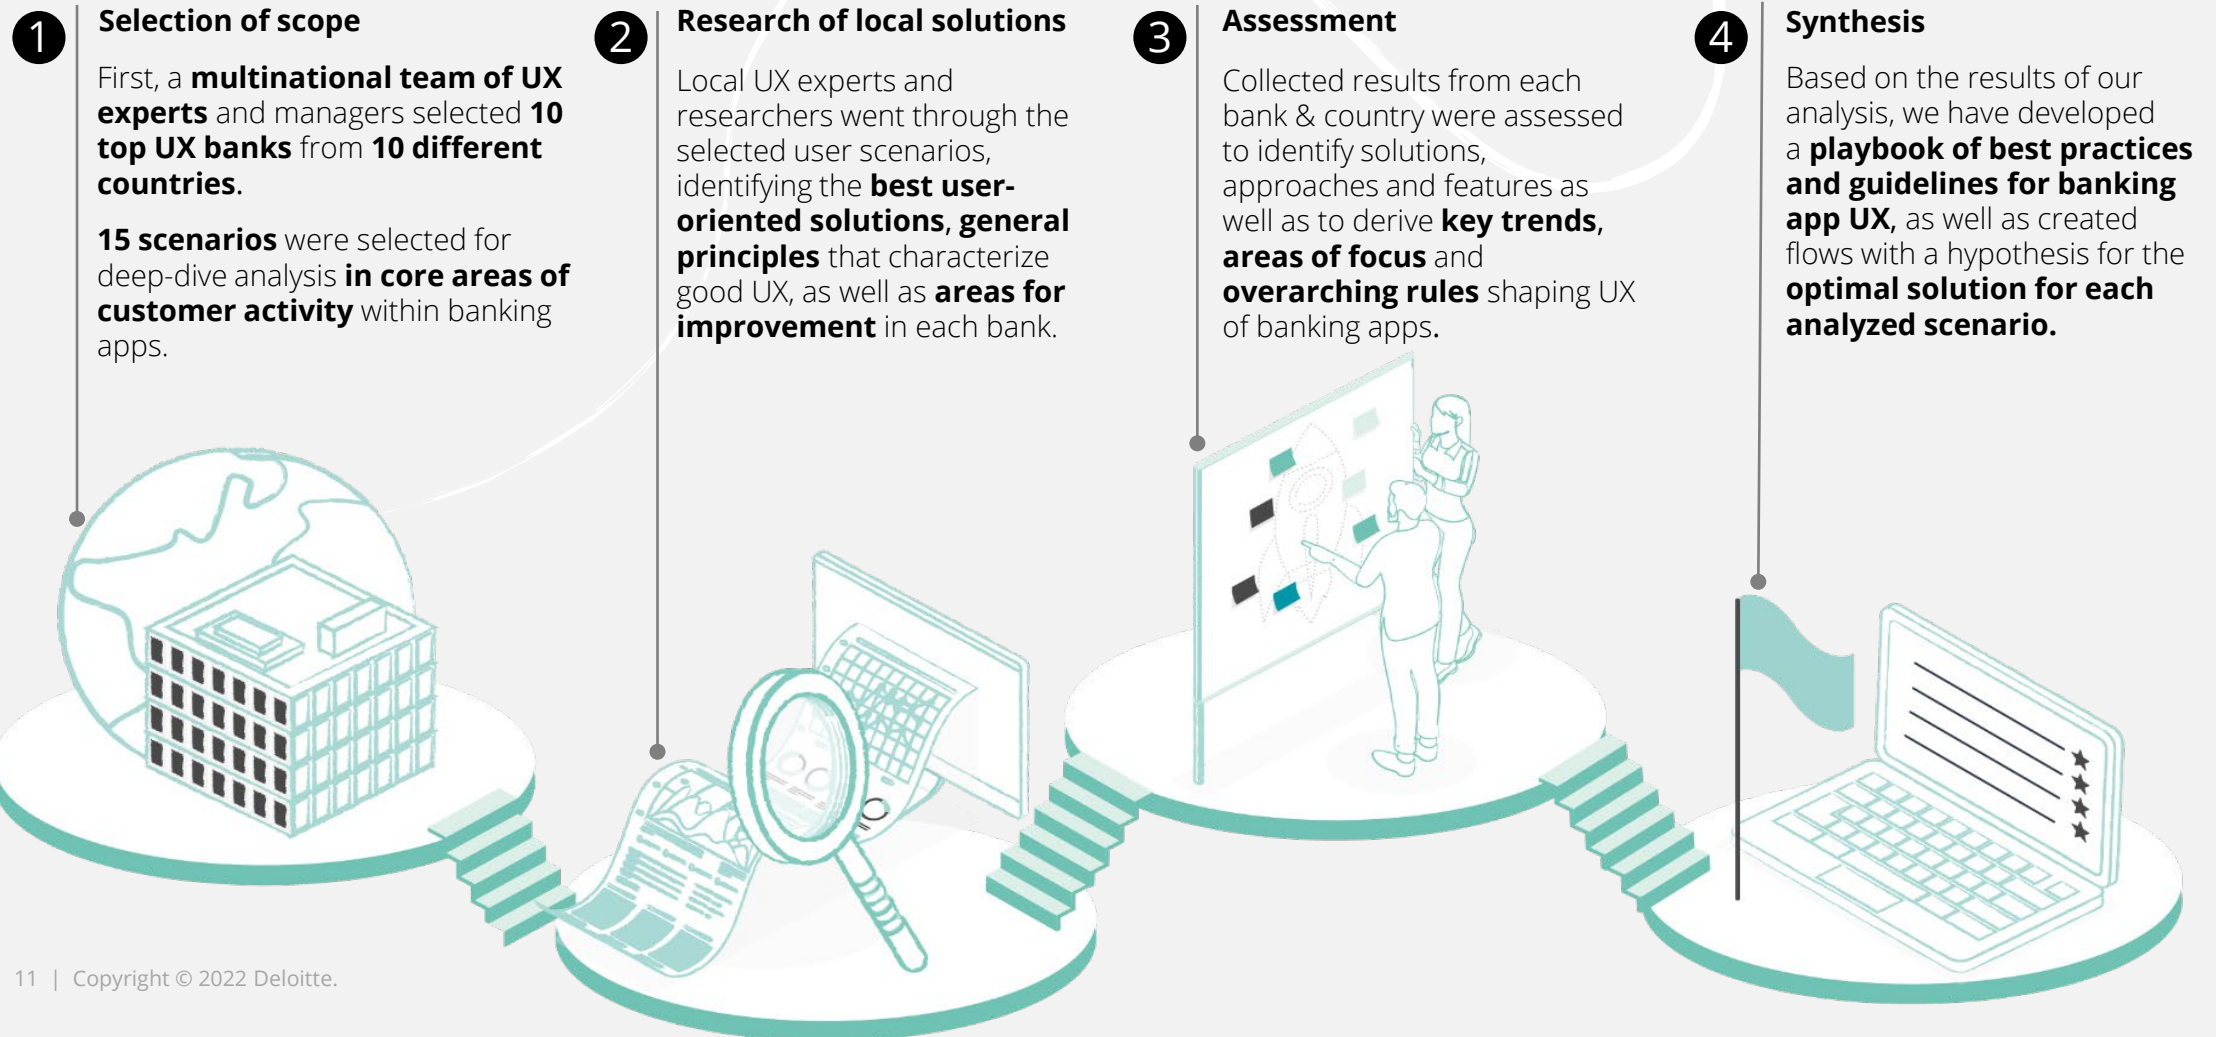 1
Selection of scope
First, a multinational team of UX
experts and managers selected 10
top UX banks from 10 different
countries.
15 scenarios were selected for
deep-dive analysis in core areas of
customer activity within banking
apps.
2
Research of local solutions
Local UX experts and
researchers went through the
selected user scenarios,
identifying the best user-
oriented solutions, general
principles that characterize
good UX, as well as areas for
improvement in each bank.
3
Assessment
Collected results from each
bank & country were assessed
to identify solutions,
approaches and features as
well as to derive key trends,
areas of focus and
overarching rules shaping UX
of banking apps.
4
Synthesis
Based on the results of our
analysis, we have developed
a playbook of best practices
and guidelines for banking
app UX, as well as created
flows with a hypothesis for the
optimal solution for each
analyzed scenario.
11 | Copyright © 2022 Deloitte.